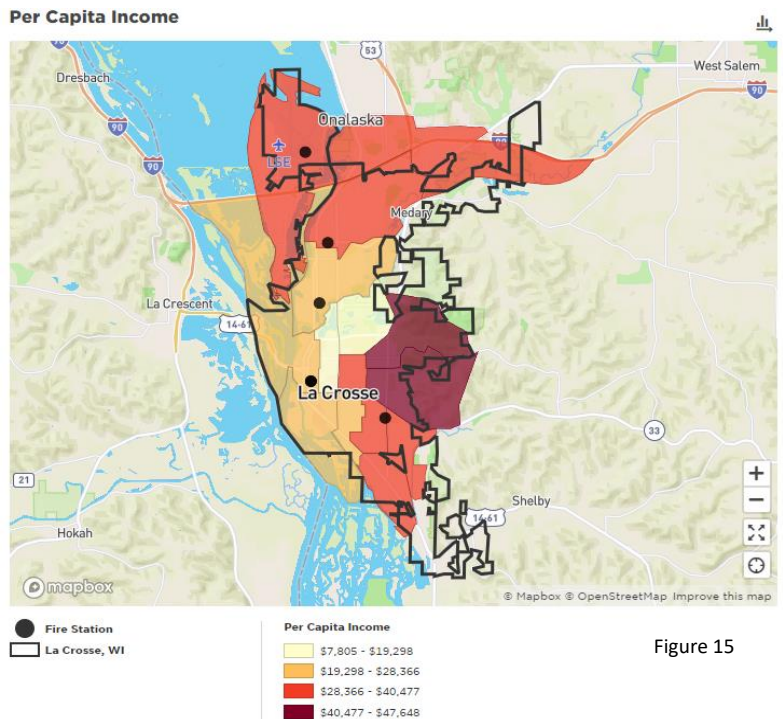 Per Capita Income
53
Dresbach
90
West Salem
90
Onalaska
90
90
LSE
90
Medary
La Crescent
14-61
La Crosse
33
21
Shelby
14-61
Hokah
mapbox
© Mapbox © OpenStreetMap Improve this map
Fire Station
La Crosse, WI
Per Capita Income
$7,805 - $19,298
$19,298 - $28,366
$28,366 - $40,477
$40,477 - $47,648
Figure 15